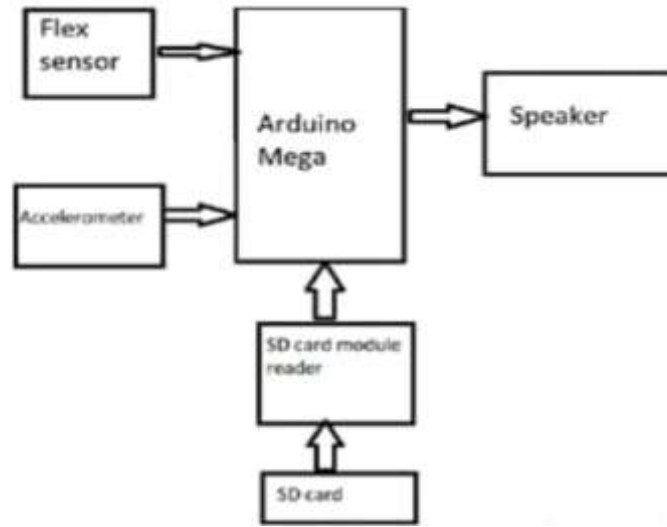 Flex
sensor
Arduino
Mega
Speaker
Accelerometer
SD card module
reader
SD card